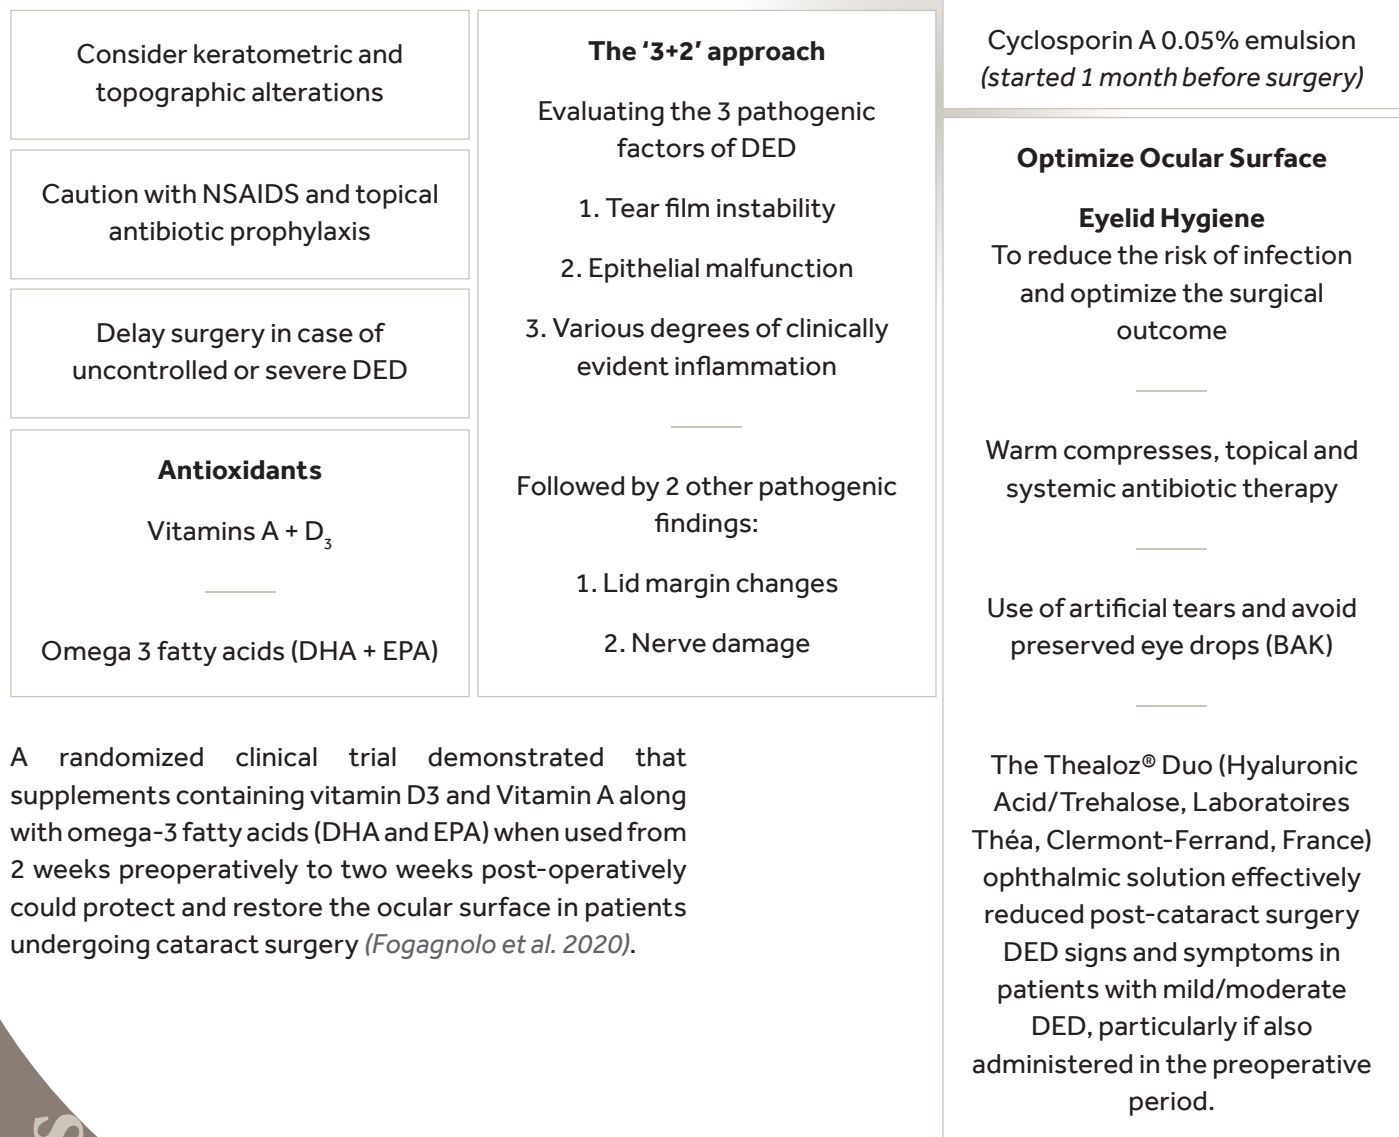 Consider keratometric and
topographic alterations
Caution with NSAIDS and topical
antibiotic prophylaxis
Delay surgery in case of
uncontrolled or severe DED
Antioxidants
Vitamins A + D₃
Omega 3 fatty acids (DHA + EPA)
The ‘3+2’ approach
Evaluating the 3 pathogenic
factors of DED
1. Tear film instability
2. Epithelial malfunction
3. Various degrees of clinically
evident inflammation
Followed by 2 other pathogenic
findings:
1. Lid margin changes
2. Nerve damage
Cyclosporin A 0.05% emulsion
(started 1 month before surgery)
Optimize Ocular Surface
Eyelid Hygiene
To reduce the risk of infection
and optimize the surgical
outcome
Warm compresses, topical and
systemic antibiotic therapy
Use of artificial tears and avoid
preserved eye drops (BAK)
The Thealoz® Duo (Hyaluronic
Acid/Trehalose, Laboratoires
Théa, Clermont-Ferrand, France)
ophthalmic solution effectively
reduced post-cataract surgery
DED signs and symptoms in
patients with mild/moderate
DED, particularly if also
administered in the preoperative
period.
A randomized clinical trial demonstrated that
supplements containing vitamin D3 and Vitamin A along
with omega-3 fatty acids (DHA and EPA) when used from
2 weeks preoperatively to two weeks post-operatively
could protect and restore the ocular surface in patients
undergoing cataract surgery (Fogagnolo et al. 2020).